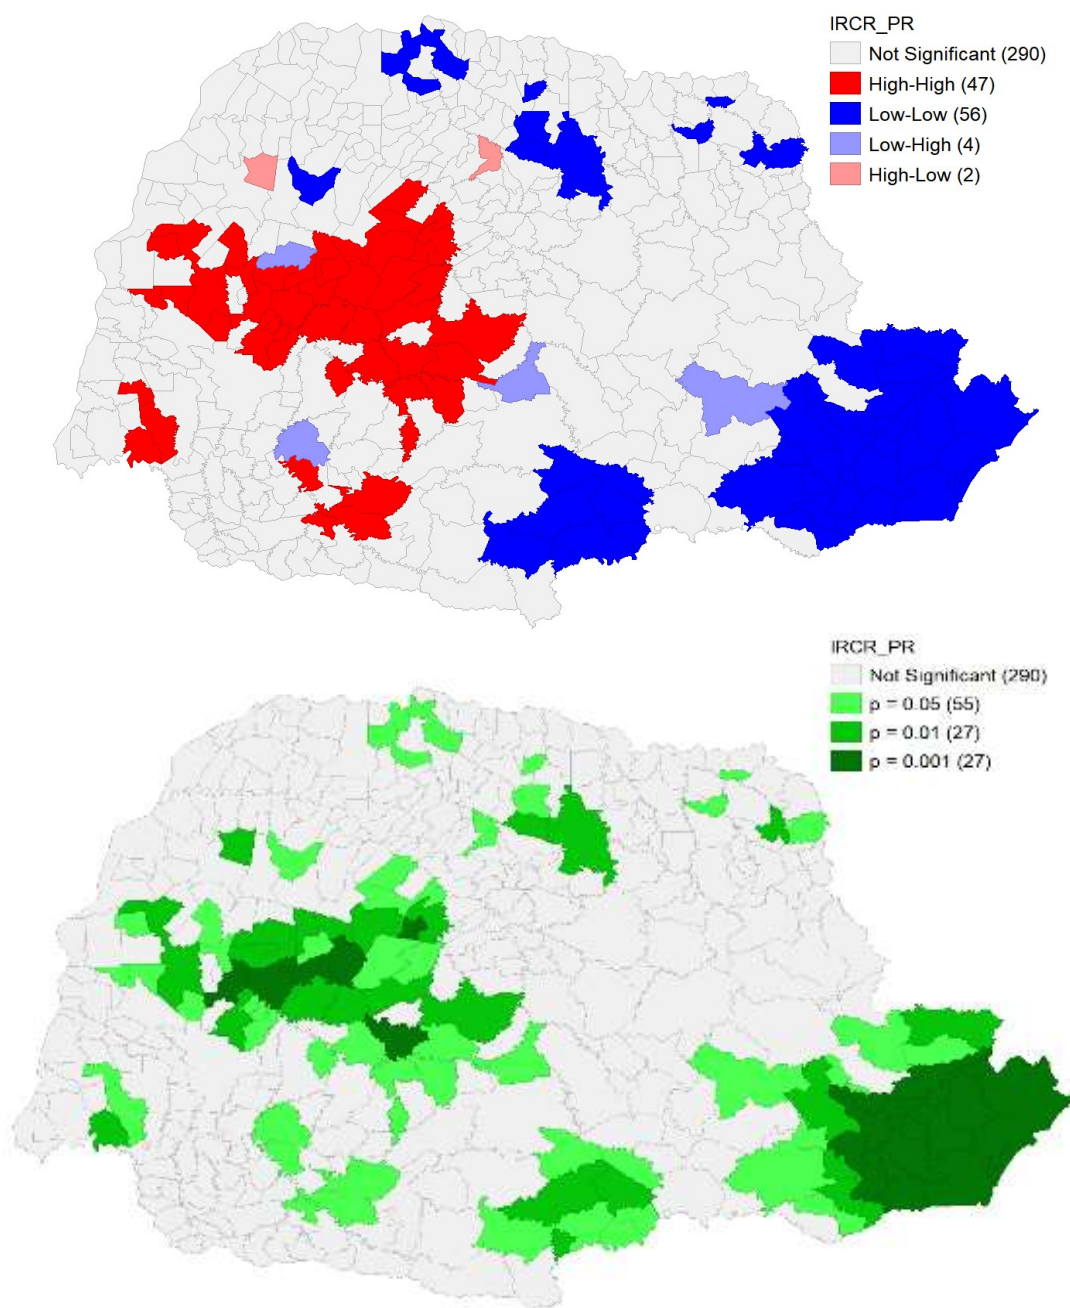 IRCR_PR
Not Significant (290)
High-High (47)
Low-Low (56)
Low-High (4)
High-Low (2)
IRCR_PR
Not Significant (290)
p = 0.05 (55)
p = 0.01 (27)
p = 0.001 (27)